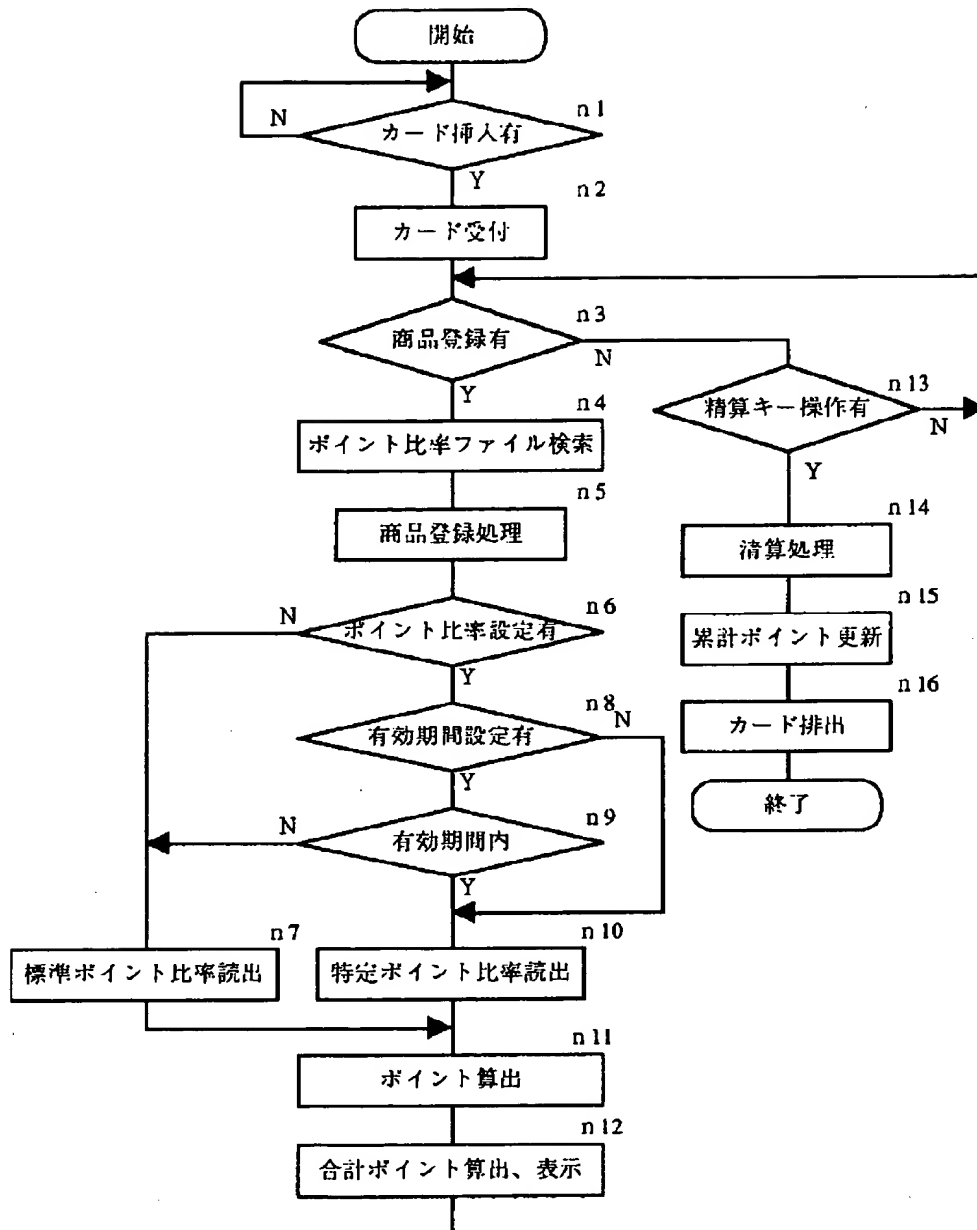 開始
n1
カード挿入有
N
Y
n2
カード受付
n3
商品登録有
N
Y
n13
精算キー操作有
N
Y
n4
ポイント比率ファイル検索
n5
商品登録処理
n14
清算処理
n6
ポイント比率設定有
N
Y
n15
累計ポイント更新
n8
有効期間設定有
N
Y
n16
カード排出
終了
n9
有効期間内
N
Y
n7
標準ポイント比率読出
n10
特定ポイント比率読出
n11
ポイント算出
n12
合計ポイント算出、表示